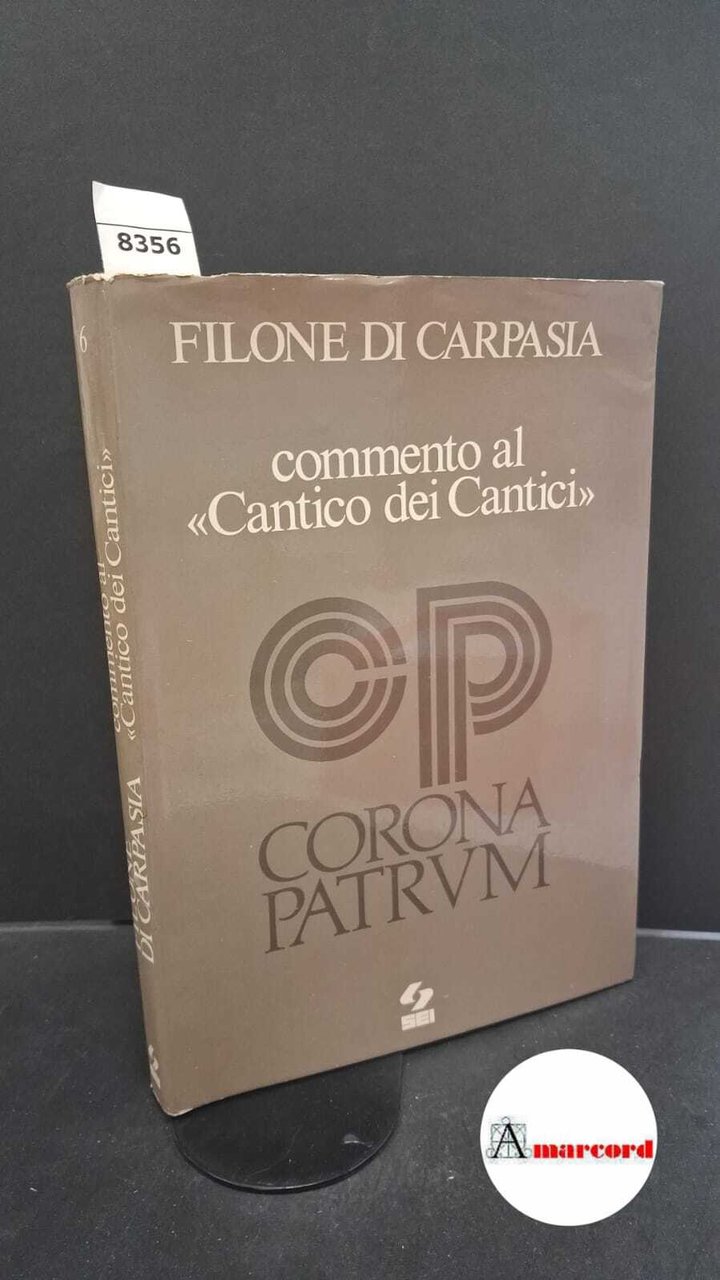 8356
FILONE DI CARPASIA
commento al
«Cantico dei Cantici»
CP
CORONA
PATRVM
SEI
6
commento al
«Cantico dei Cantici»
FILONE
DI CARPASIA
Amarcord